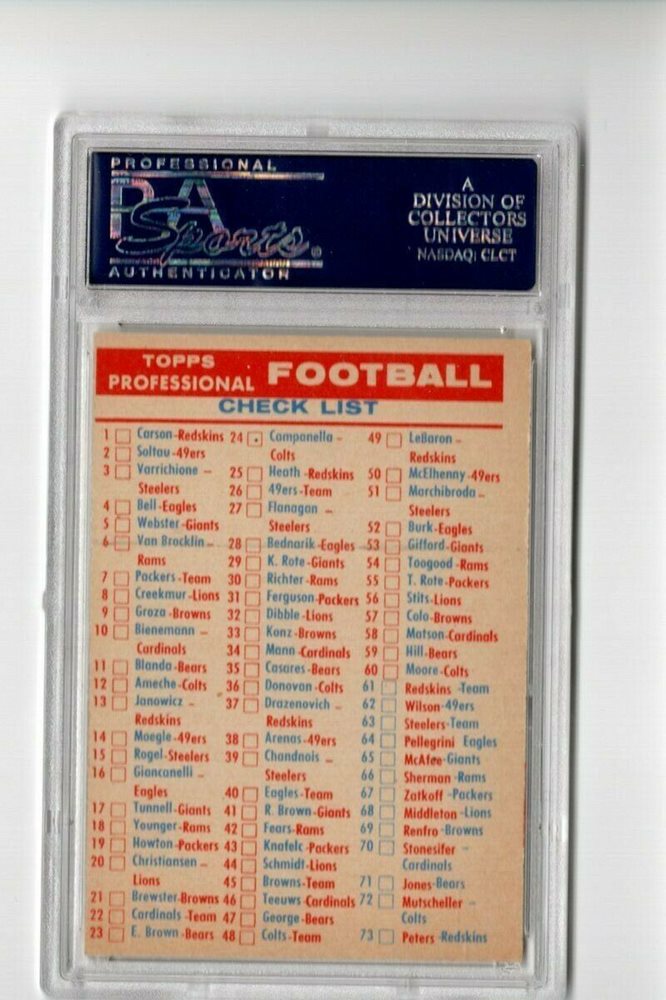 PROFESSIONAL
PSA
Sports®
AUTHENTICATOR
A
DIVISION OF
COLLECTORS
UNIVERSE
NASDAQ: CLCT
TOPPS
PROFESSIONAL FOOTBALL
CHECK LIST
1 Carson-Redskins
2 Soltau-49ers
3 Varrichione –
Steelers
4 Bell-Eagles
5 Webster-Giants
6 Van Brocklin –
Rams
7 Packers-Team
8 Creekmur-Lions
9 Groza-Browns
10 Bienemann –
Cardinals
11 Blanda-Bears
12 Ameche-Colts
13 Janowicz –
Redskins
14 Moegle-49ers
15 Rogel-Steelers
16 Giancanelli –
Eagles
17 Tunnell-Giants
18 Younger-Rams
19 Howton-Packers
20 Christiansen –
Lions
21 Brewster-Browns
22 Cardinals-Team
23 E. Brown-Bears
24 Campanella –
Colts
25 Heath-Redskins
26 49ers-Team
27 Flanagan –
Steelers
28 Bednarik-Eagles
29 K. Rote-Giants
30 Richter-Rams
31 Ferguson-Packers
32 Dibble-Lions
33 Konz-Browns
34 Mann-Cardinals
35 Casares-Bears
36 Donovan-Colts
37 Drazenovich –
Redskins
38 Arenas-49ers
39 Chandnois –
Steelers
40 Eagles-Team
41 R. Brown-Giants
42 Fears-Rams
43 Knafelc-Packers
44 Schmidt-Lions
45 Browns-Team
46 Teeuws Cardinals
47 George-Bears
48 Colts-Team
49 LeBaron –
Redskins
50 McElhenny-49ers
51 Marchibroda –
Steelers
52 Burk-Eagles
53 Gifford-Giants
54 Toogood-Rams
55 T. Rote-Packers
56 Stits-Lions
57 Colo-Browns
58 Matson-Cardinals
59 Hill-Bears
60 Moore-Colts
61 Redskins-Team
62 Wilson-49ers
63 Steelers-Team
64 Pellegrini Eagles
65 McAfee-Giants
66 Sherman-Rams
67 Zatkoff-Packers
68 Middleton-Lions
69 Renfro-Browns
70 Stonesifer –
Cardinals
71 Jones-Bears
72 Mutscheller –
Colts
73 Peters-Redskins